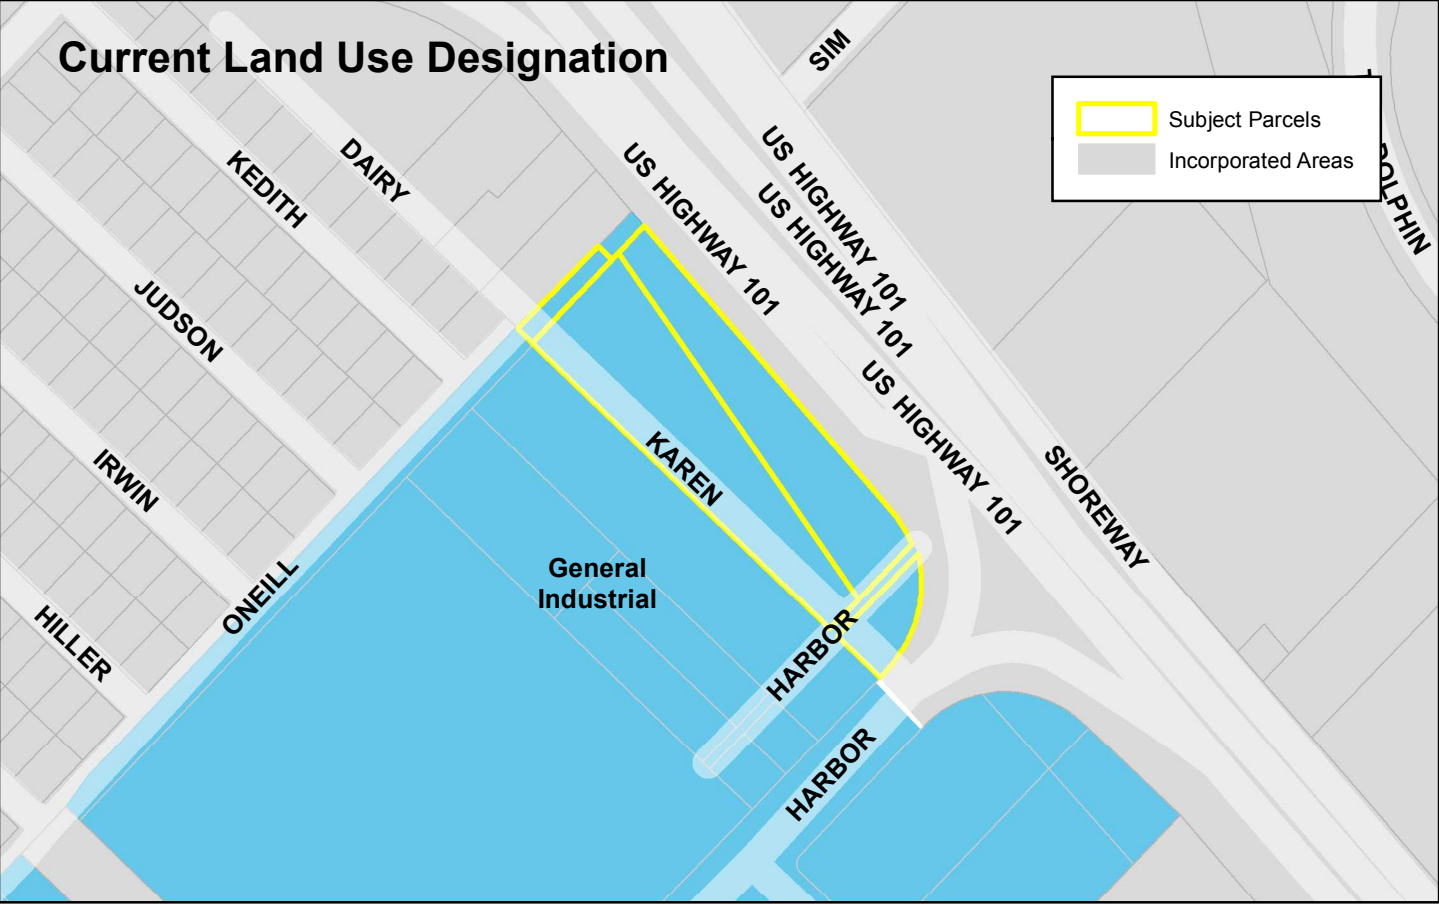 Current Land Use Designation
SIM
Subject Parcels
Incorporated Areas
DOLPHIN
DAIRY
KEDITH
JUDSON
IRWIN
HILLER
ONEILL
US HIGHWAY 101
US HIGHWAY 101
US HIGHWAY 101
US HIGHWAY 101
SHOREWAY
KAREN
General
Industrial
HARBOR
HARBOR